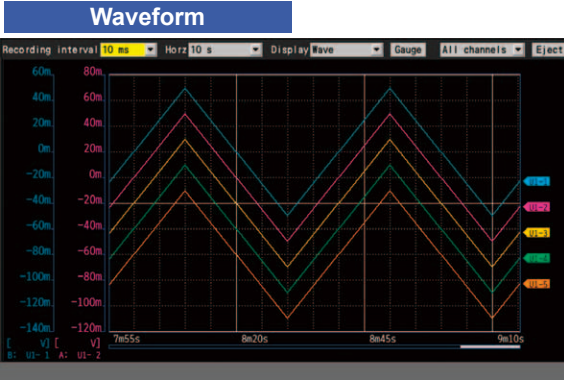 Waveform
Recording interval 10 ms Horz 10 s Display Wave Gauge All channels Eject
60m 80m
40m 60m
20m 40m
0m 20m
-20m 0m
-40m -20m
-60m -40m
-80m -60m
-100m -80m
-120m -100m
-140m -120m
U1-1
U1-2
U1-3
U1-4
U1-5
7m55s 8m20s 8m45s 9m10s
[ V] [ V]
B: U1- 1 A: U1- 2